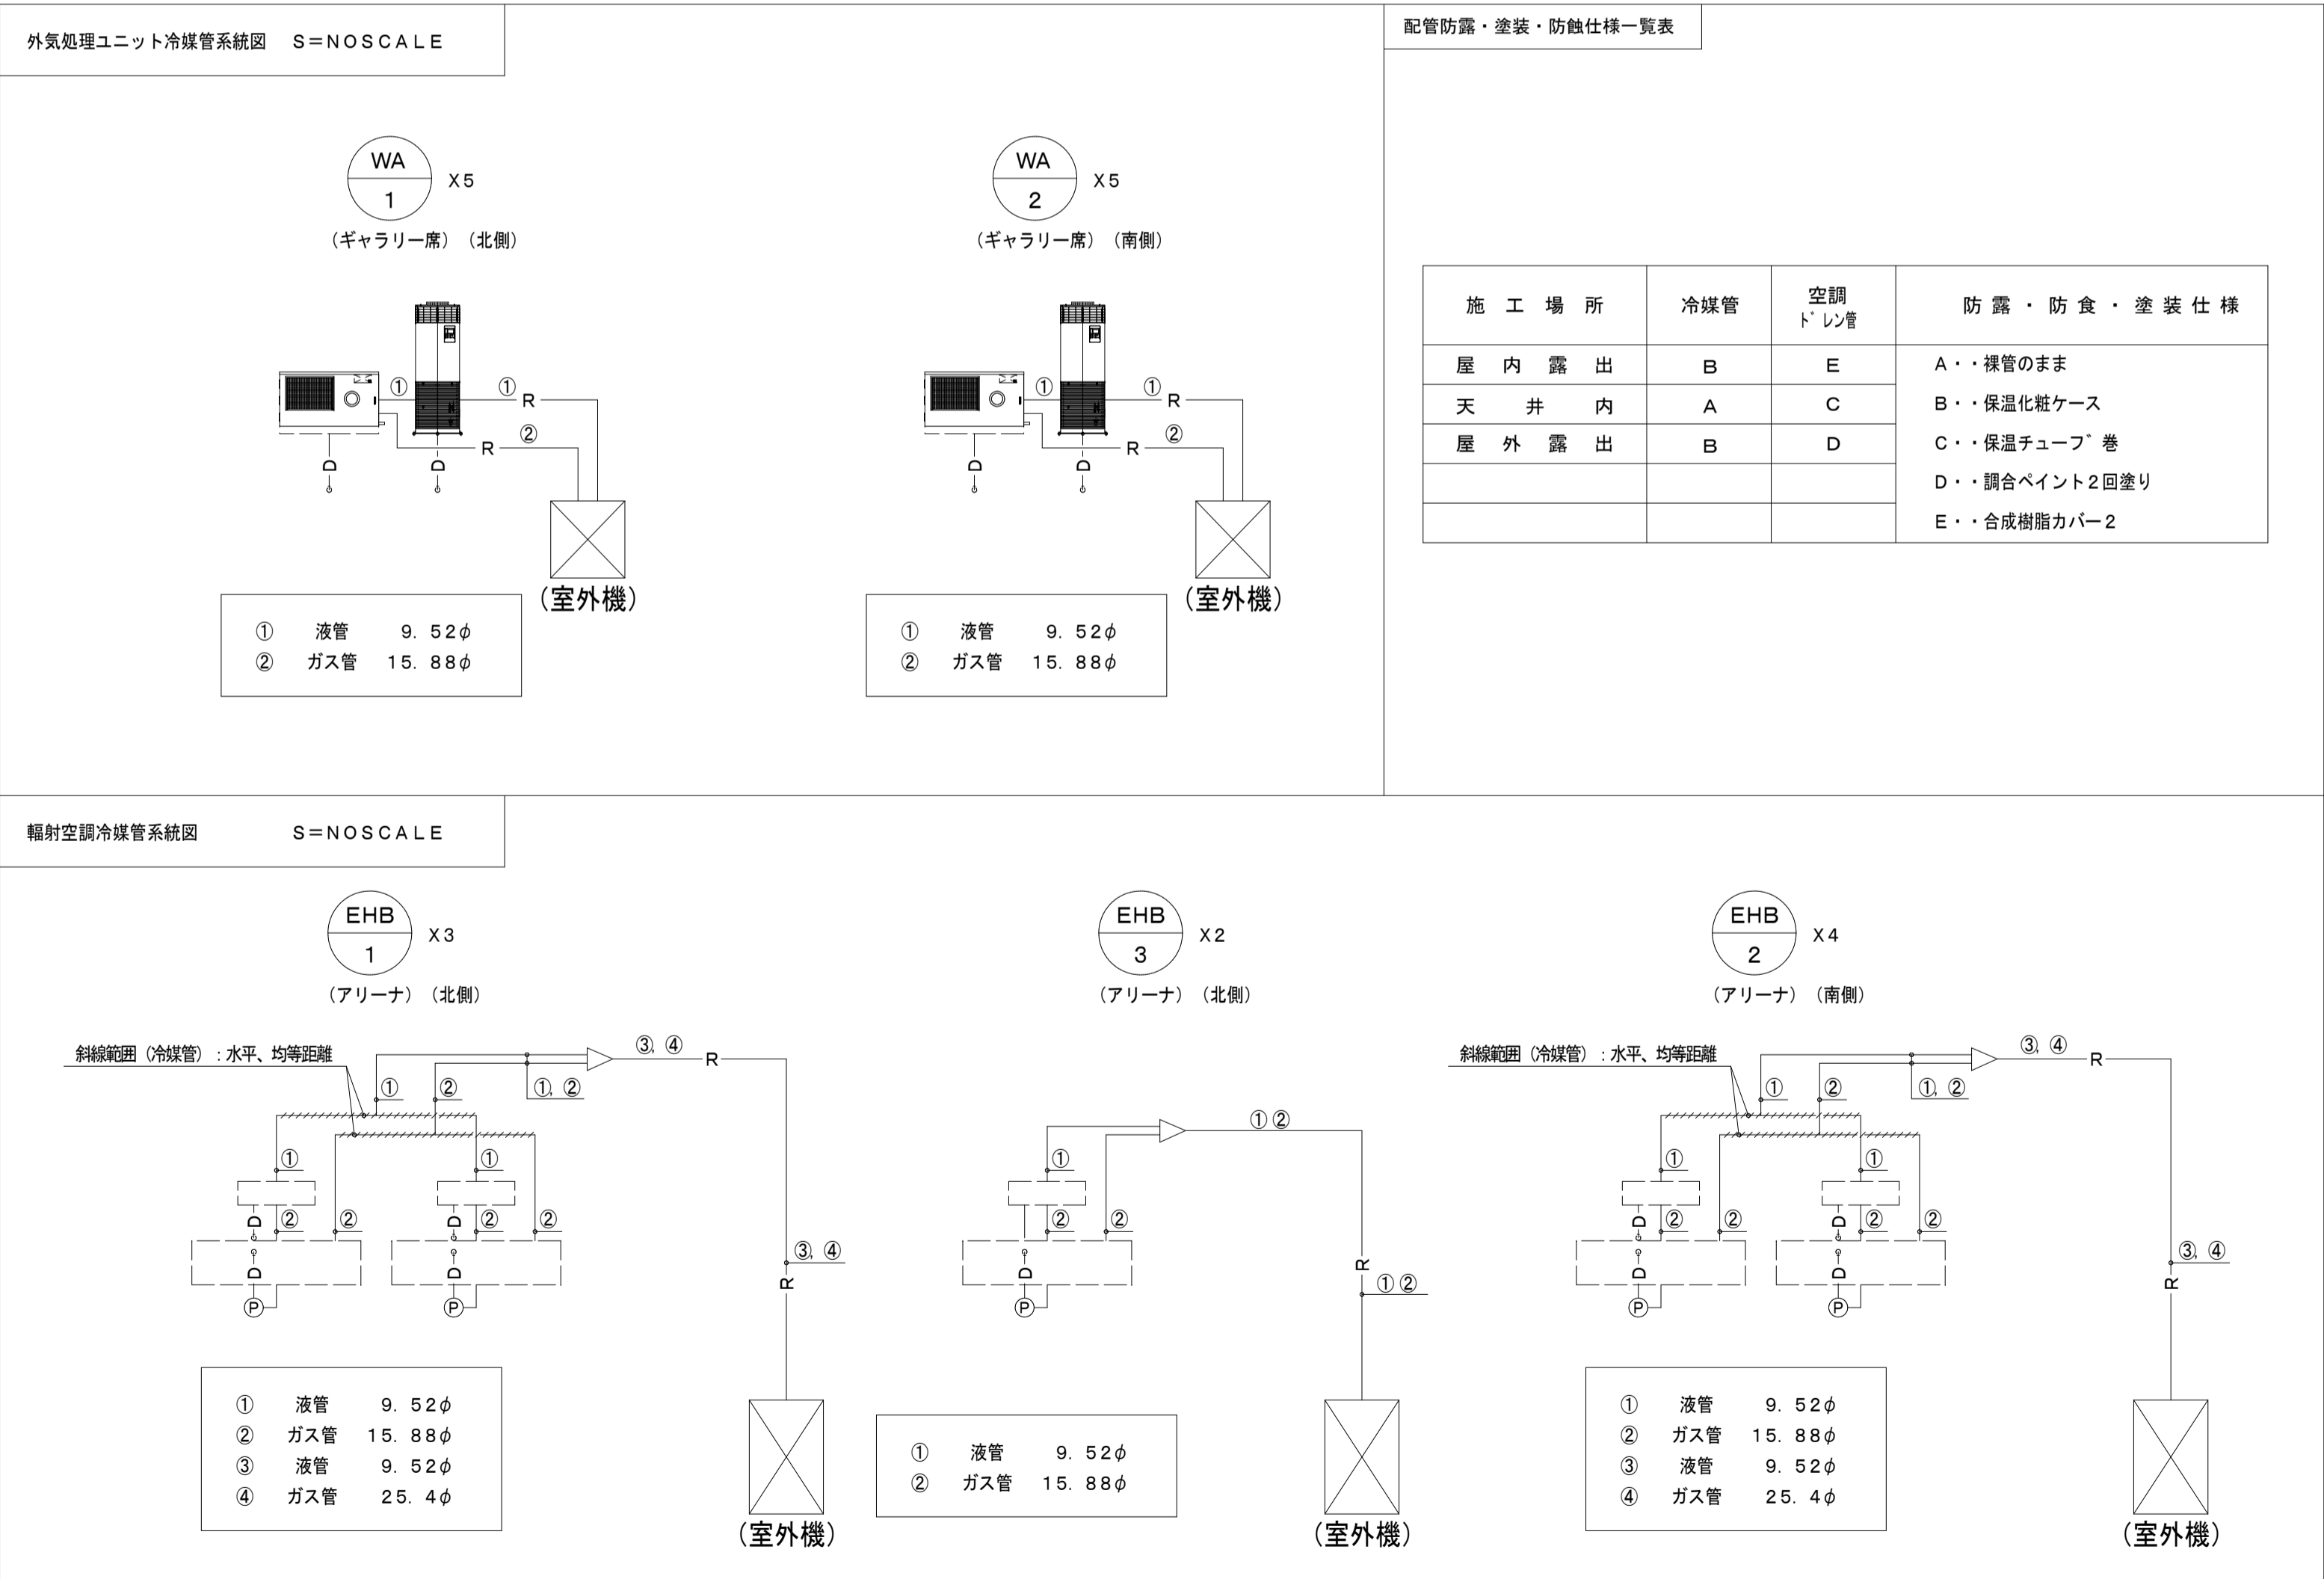 外気処理ユニット冷媒管系統図 S=NOSCALE
WA
1
X5
(ギャラリー席)(北側)
①
①
R
②
R
D
D
(室外機)
① 液管 9.52φ
② ガス管 15.88φ
WA
2
X5
(ギャラリー席)(南側)
①
①
R
②
R
D
D
(室外機)
① 液管 9.52φ
② ガス管 15.88φ
配管防露・塗装・防蝕仕様一覧表
施工場所 冷媒管 空調ドレン管 防露・防食・塗装仕様
屋内露出 B E A・・裸管のまま
天井内 A C B・・保温化粧ケース
屋外露出 B D C・・保温チューブ巻
D・・調合ペイント2回塗り
E・・合成樹脂カバー2
輻射空調冷媒管系統図 S=NOSCALE
EHB
1
X3
(アリーナ)(北側)
斜線範囲(冷媒管):水平、均等距離
③,④
R
①
②
①,②
①
①
D
②
②
D
②
②
D
D
P
P
③,④
R
① 液管 9.52φ
② ガス管 15.88φ
③ 液管 9.52φ
④ ガス管 25.4φ
(室外機)
EHB
3
X2
(アリーナ)(北側)
①②
①
②
②
D
P
R
①②
① 液管 9.52φ
② ガス管 15.88φ
(室外機)
EHB
2
X4
(アリーナ)(南側)
斜線範囲(冷媒管):水平、均等距離
③,④
R
①
②
①,②
①
①
D
②
②
D
②
②
D
D
P
P
③,④
R
① 液管 9.52φ
② ガス管 15.88φ
③ 液管 9.52φ
④ ガス管 25.4φ
(室外機)